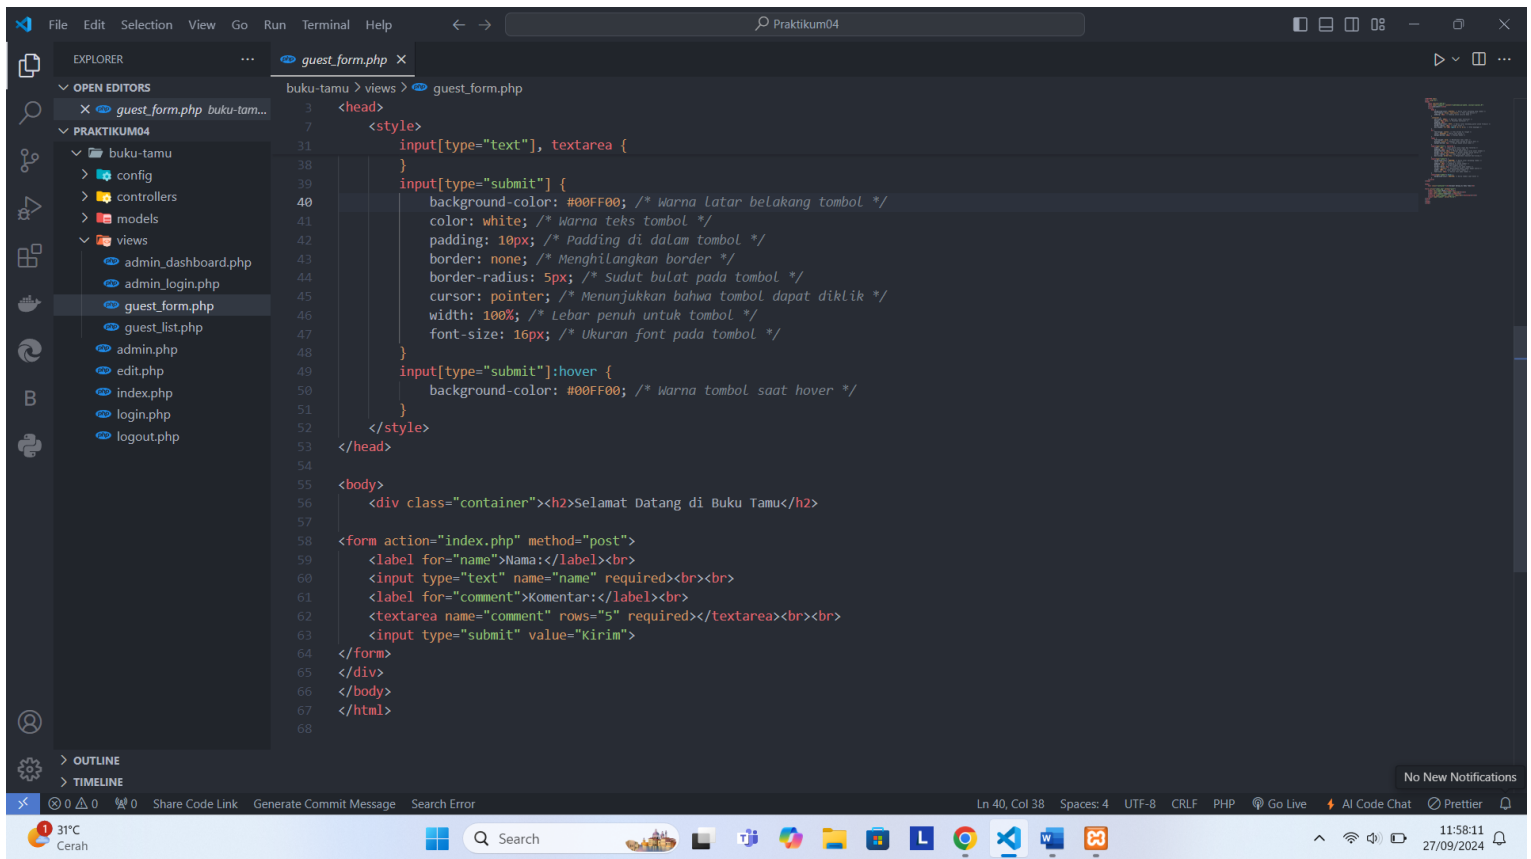 File Edit Selection View Go Run Terminal Help
Praktikum04
EXPLORER
guest_form.php
OPEN EDITORS
guest_form.php buku-tam...
PRAKTIKUM04
buku-tamu
config
controllers
models
views
admin_dashboard.php
admin_login.php
guest_form.php
guest_list.php
admin.php
edit.php
index.php
login.php
logout.php
OUTLINE
TIMELINE
buku-tamu > views > guest_form.php
3 <head>
7 <style>
31 input[type="text"], textarea {
38 }
39 input[type="submit"] {
40 background-color: #00FF00; /* Warna latar belakang tombol */
41 color: white; /* Warna teks tombol */
42 padding: 10px; /* Padding di dalam tombol */
43 border: none; /* Menghilangkan border */
44 border-radius: 5px; /* Sudut bulat pada tombol */
45 cursor: pointer; /* Menunjukkan bahwa tombol dapat diklik */
46 width: 100%; /* Lebar penuh untuk tombol */
47 font-size: 16px; /* Ukuran font pada tombol */
48 }
49 input[type="submit"]:hover {
50 background-color: #00FF00; /* Warna tombol saat hover */
51 }
52 </style>
53 </head>
54
55 <body>
56 <div class="container"><h2>Selamat Datang di Buku Tamu</h2>
57
58 <form action="index.php" method="post">
59 <label for="name">Nama:</label><br>
60 <input type="text" name="name" required><br><br>
61 <label for="comment">Komentar:</label><br>
62 <textarea name="comment" rows="5" required></textarea><br><br>
63 <input type="submit" value="Kirim">
64 </form>
65 </div>
66 </body>
67 </html>
68
No New Notifications
0 0 0 Share Code Link Generate Commit Message Search Error
Ln 40, Col 38 Spaces: 4 UTF-8 CRLF PHP Go Live AI Code Chat Prettier
1
31°C
Cerah
Search
11:58:11
27/09/2024